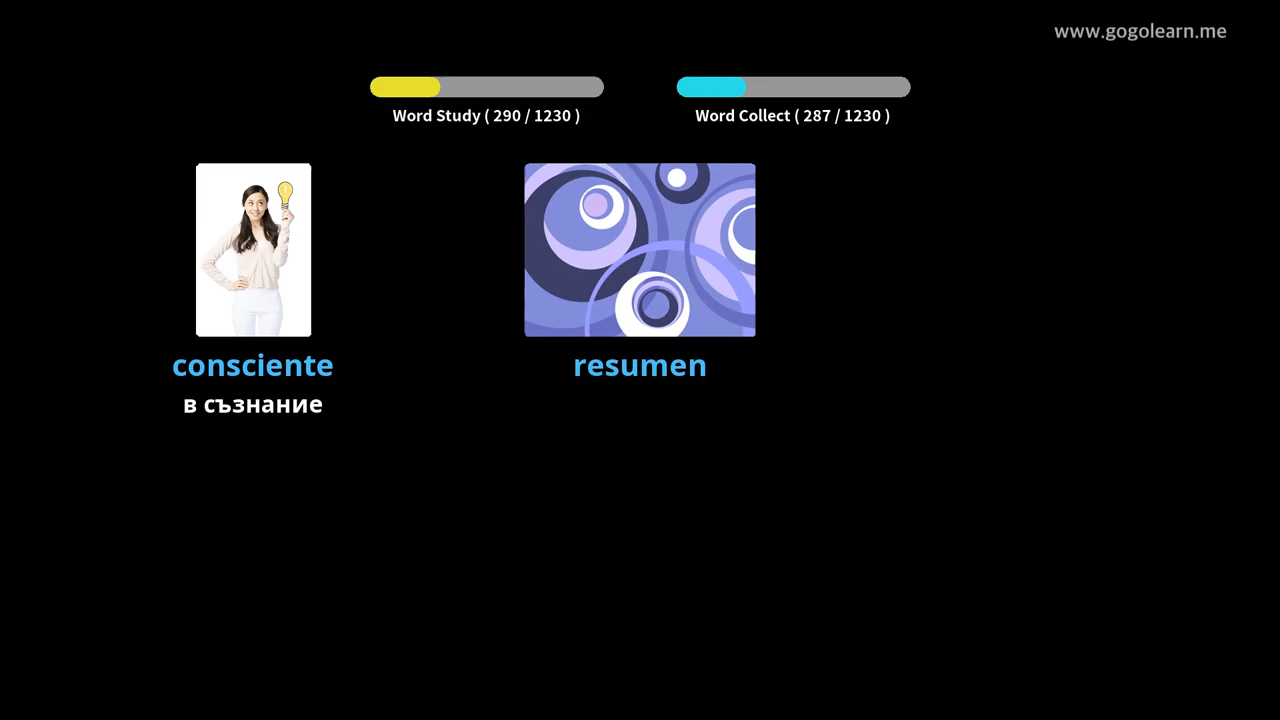 www.gogolearn.me
Word Study ( 290 / 1230 )
Word Collect ( 287 / 1230 )
consciente
resumen
в съзнание